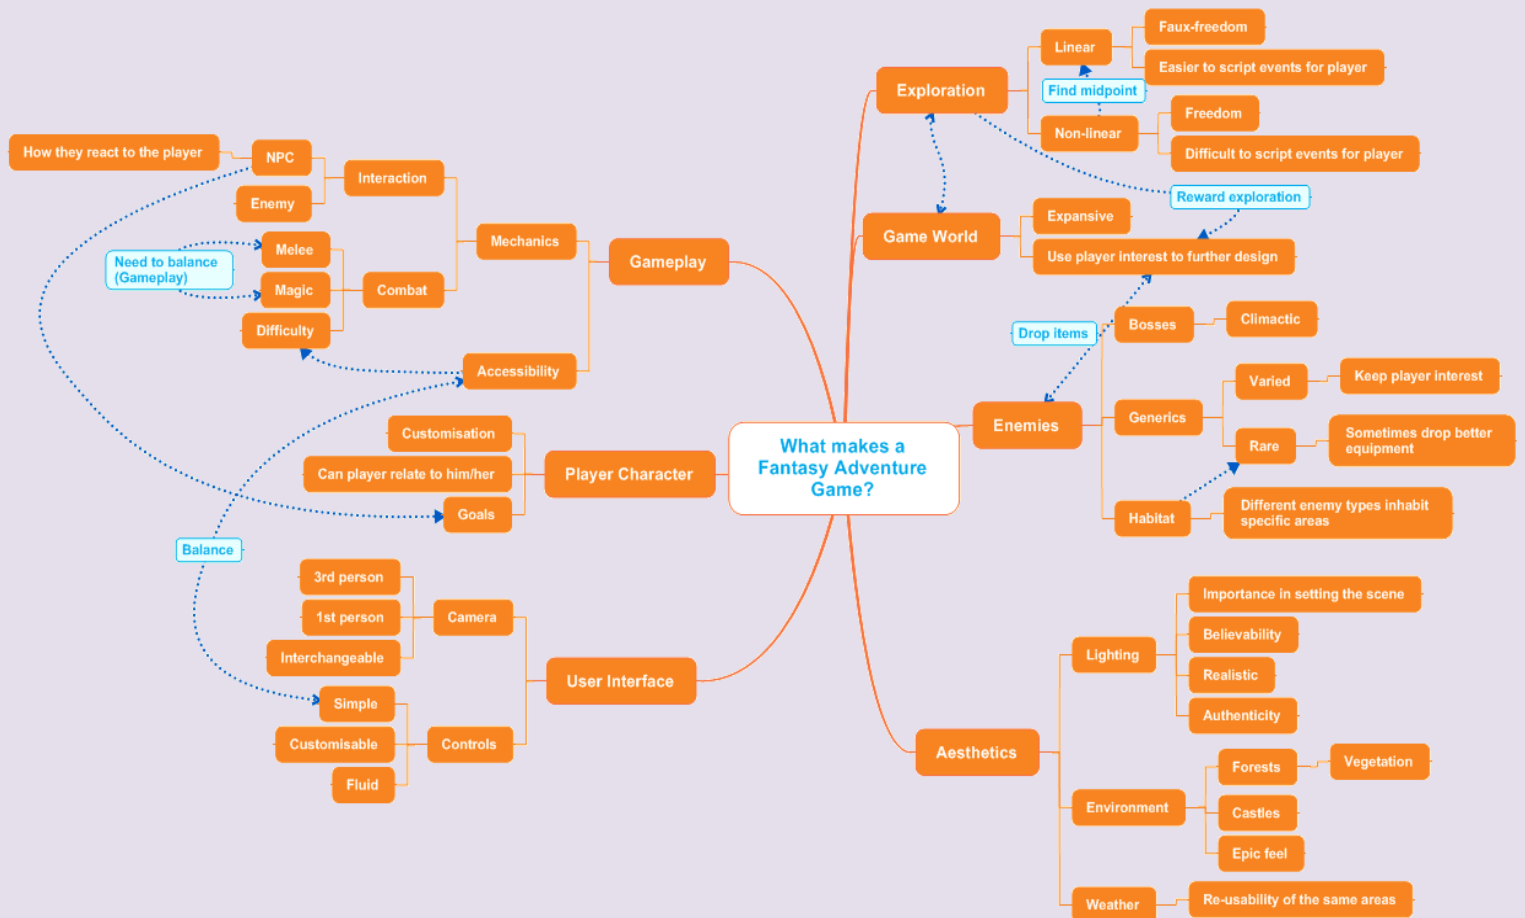 What makes a
Fantasy Adventure
Game?
Exploration
Linear
Faux-freedom
Easier to script events for player
Find midpoint
Non-linear
Freedom
Difficult to script events for player
Reward exploration
Game World
Expansive
Use player interest to further design
Drop items
Enemies
Bosses
Climactic
Generics
Varied
Keep player interest
Rare
Sometimes drop better
equipment
Habitat
Different enemy types inhabit
specific areas
Aesthetics
Lighting
Importance in setting the scene
Believability
Realistic
Authenticity
Environment
Forests
Vegetation
Castles
Epic feel
Weather
Re-usability of the same areas
Gameplay
Mechanics
Interaction
NPC
How they react to the player
Enemy
Combat
Melee
Magic
Difficulty
Need to balance
(Gameplay)
Accessibility
Player Character
Customisation
Can player relate to him/her
Goals
Balance
User Interface
Camera
3rd person
1st person
Interchangeable
Controls
Simple
Customisable
Fluid